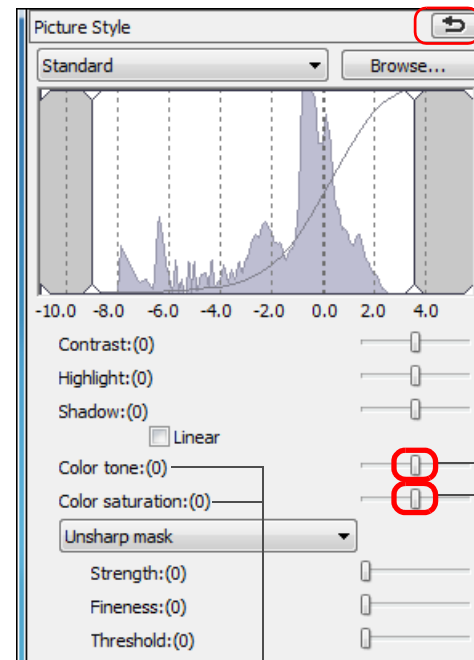 Picture Style
Standard Browse...
-10.0 -8.0 -6.0 -4.0 -2.0 0.0 2.0 4.0
Contrast:(0)
Highlight:(0)
Shadow:(0)
Linear
Color tone:(0)
Color saturation:(0)
Unsharp mask
Strength:(0)
Fineness:(0)
Threshold:(0)